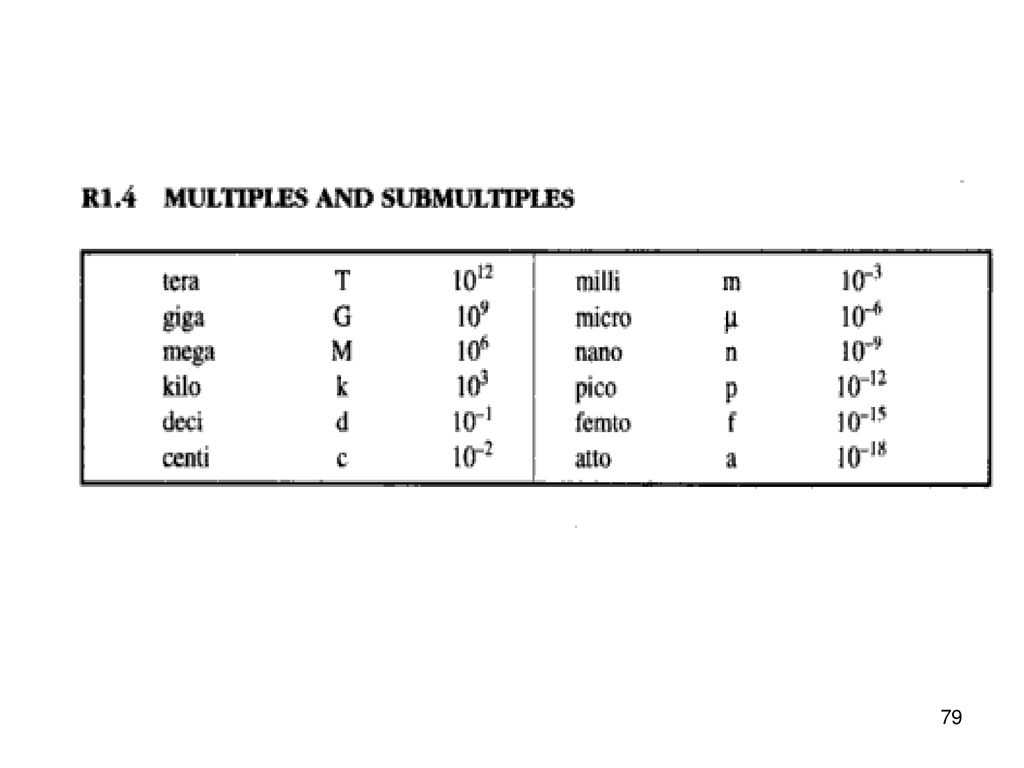 R1.4 MULTIPLES AND SUBMULTIPLES
tera T 10¹² milli m 10⁻³
giga G 10⁹ micro μ 10⁻⁶
mega M 10⁶ nano n 10⁻⁹
kilo k 10³ pico p 10⁻¹²
deci d 10⁻¹ femto f 10⁻¹⁵
centi c 10⁻² atto a 10⁻¹⁸
79